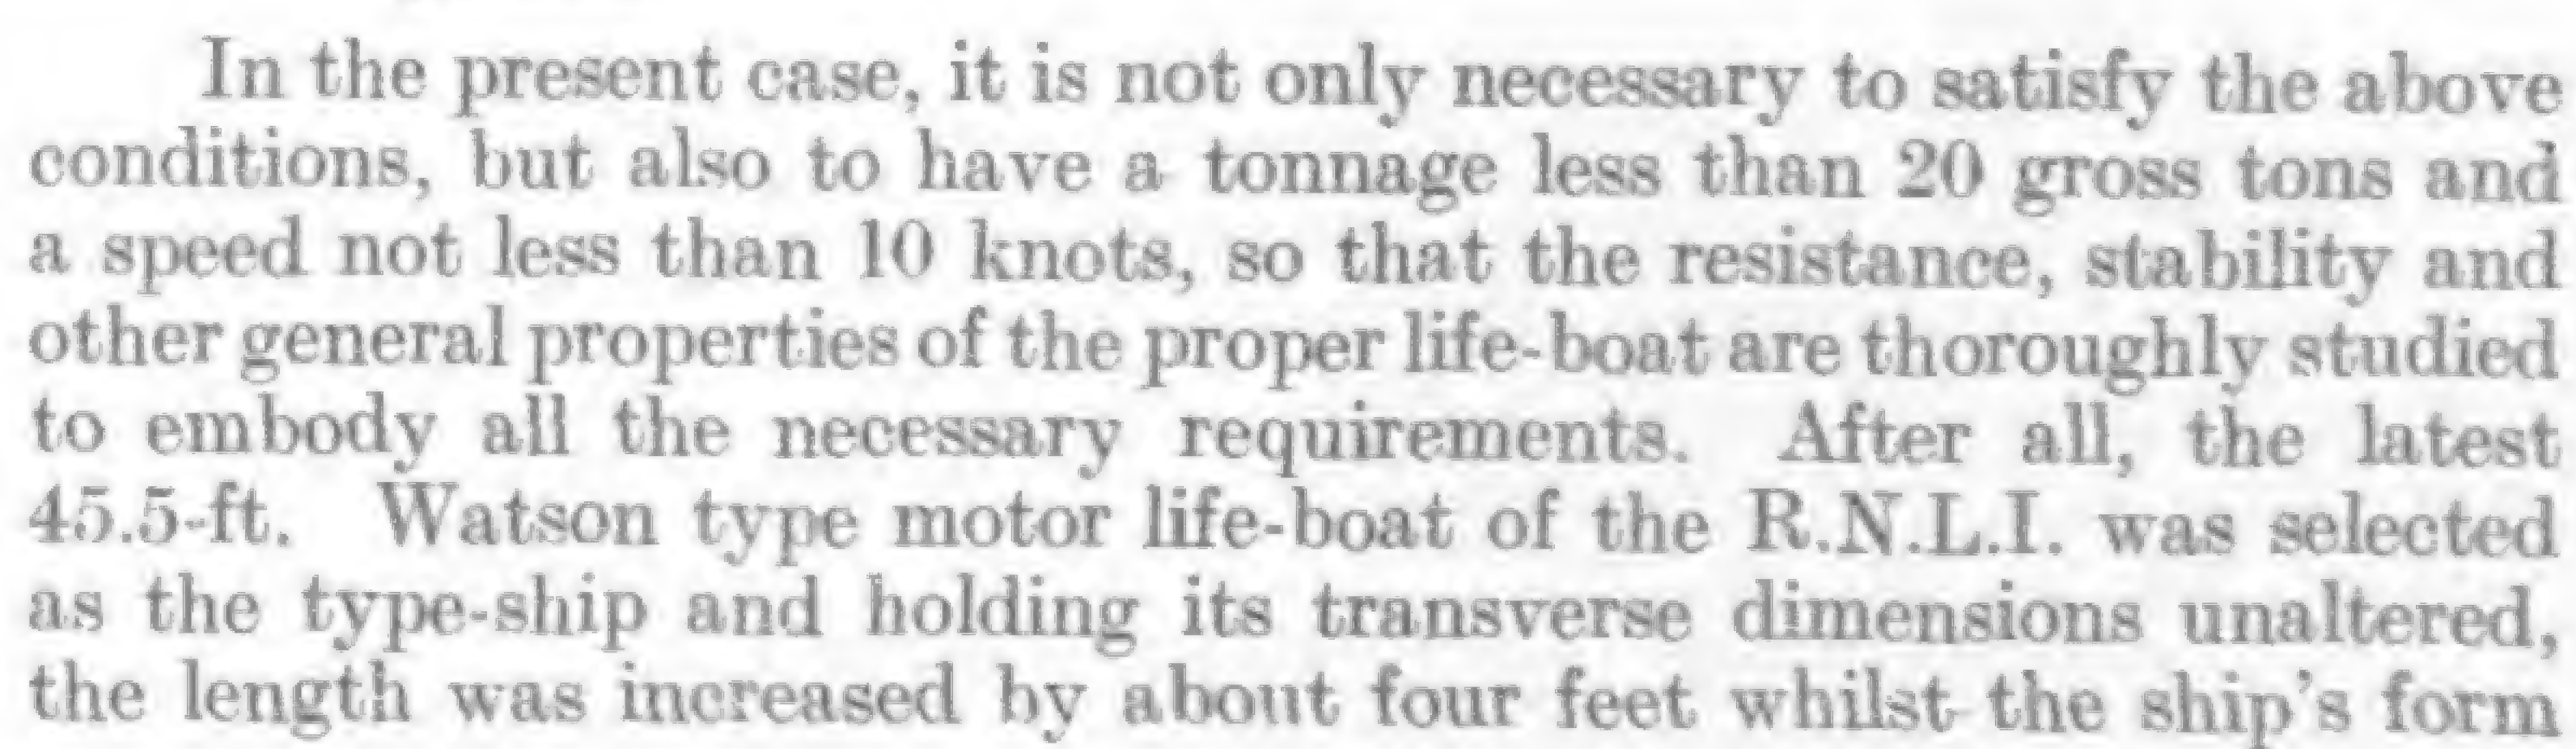 In the present case, it is not only necessary to satisfy the above
conditions, but also to have a tonnage less than 20 gross tons and
a speed not less than 10 knots, so that the resistance, stability and
other general properties of the proper life-boat are thoroughly studied
to embody all the necessary requirements. After all, the latest
45.5-ft. Watson type motor life-boat of the R.N.L.I. was selected
as the type-ship and holding its transverse dimensions unaltered,
the length was increased by about four feet whilst the ship's form